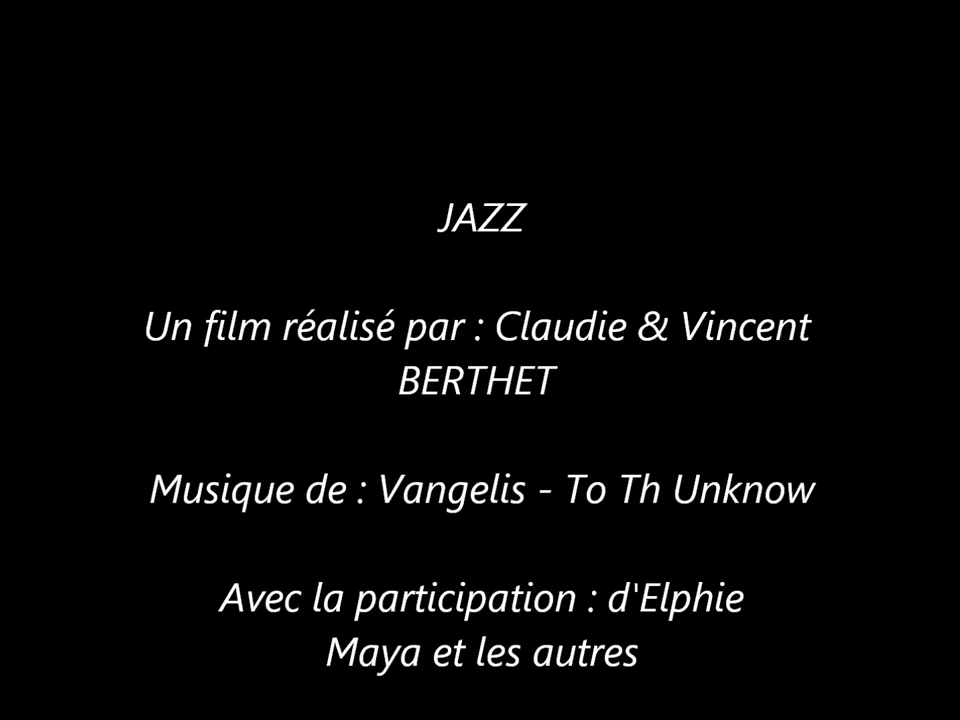 JAZZ
Un film réalisé par : Claudie & Vincent
BERTHET
Musique de : Vangelis - To Th Unknow
Avec la participation : d'Elphie
Maya et les autres